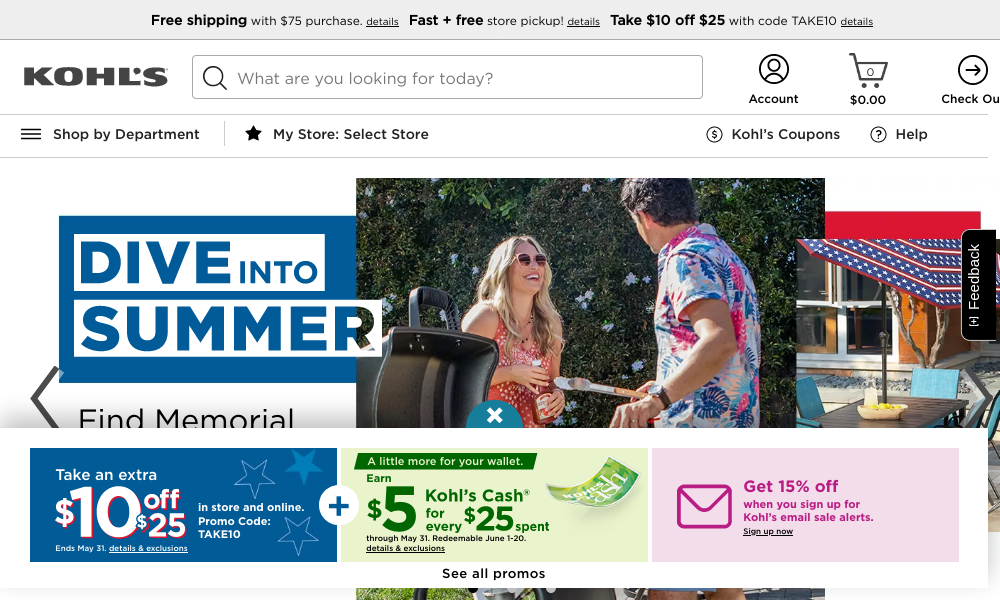 Free shipping with $75 purchase. details Fast + free store pickup! details Take $10 off $25 with code TAKE10 details
KOHL'S
What are you looking for today?
Account
0
$0.00
Check Ou
Shop by Department
My Store: Select Store
$ Kohl's Coupons
? Help
DIVE INTO
SUMMER
Find Memorial
[+] Feedback
Take an extra
$10 off $25
in store and online.
Promo Code:
TAKE10
Ends May 31. details & exclusions
+
A little more for your wallet.
Earn
$5 Kohl's Cash®
for every $25 spent
through May 31. Redeemable June 1-20.
details & exclusions
Get 15% off
when you sign up for
Kohl's email sale alerts.
Sign up now
See all promos